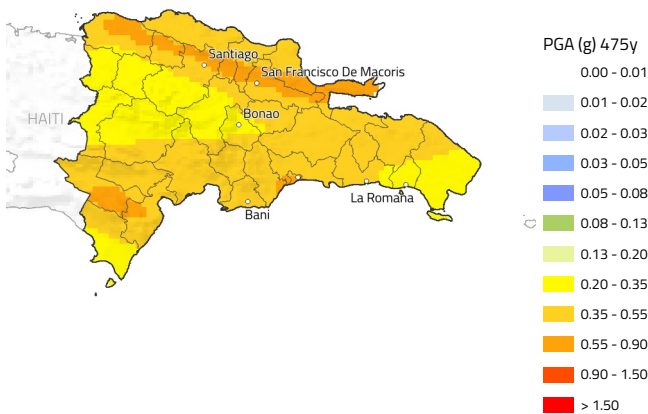 Santiago
San Francisco De Macoris
HAITI
Bonao
La Romana
Bani
PGA (g) 475y
0.00 - 0.01
0.01 - 0.02
0.02 - 0.03
0.03 - 0.05
0.05 - 0.08
0.08 - 0.13
0.13 - 0.20
0.20 - 0.35
0.35 - 0.55
0.55 - 0.90
0.90 - 1.50
> 1.50